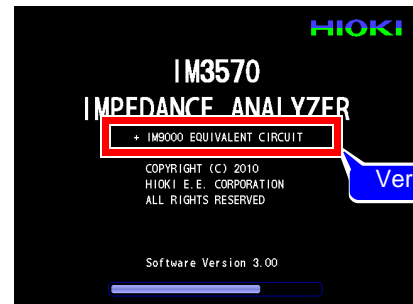 HIOKI
IM3570
IMPEDANCE ANALYZER
+ IM9000 EQUIVALENT CIRCUIT
COPYRIGHT (C) 2010
HIOKI E.E. CORPORATION
ALL RIGHTS RESERVED
Ver
Software Version 3.00